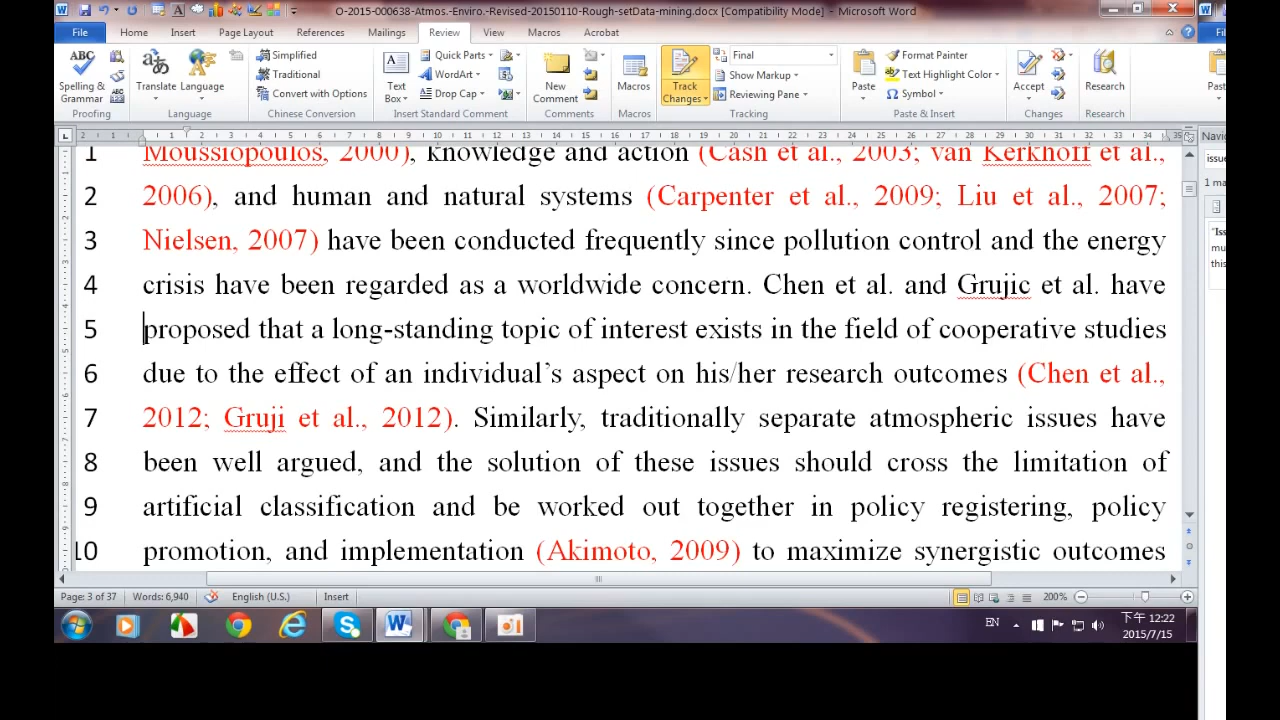 O-2015-000638-Atmos.-Enviro.-Revised-20150110-Rough-setData-mining.docx [Compatibility Mode] - Microsoft Word
File Home Insert Page Layout References Mailings Review View Macros Acrobat
ABC Spelling & Grammar
Proofing
Translate Language
Language
Simplified
Traditional
Convert with Options
Chinese Conversion
Text Box
Quick Parts
WordArt
Drop Cap
Insert Standard Comment
New Comment
Comments
Macros
Macros
Track Changes
Final
Show Markup
Reviewing Pane
Tracking
Paste
Format Painter
Text Highlight Color
Symbol
Paste & Insert
Accept
Changes
Research
Research
1 Moussiopoulos, 2000), knowledge and action (Cash et al., 2003; van Kerkhoff et al.,
2 2006), and human and natural systems (Carpenter et al., 2009; Liu et al., 2007;
3 Nielsen, 2007) have been conducted frequently since pollution control and the energy
4 crisis have been regarded as a worldwide concern. Chen et al. and Grujic et al. have
5 proposed that a long-standing topic of interest exists in the field of cooperative studies
6 due to the effect of an individual’s aspect on his/her research outcomes (Chen et al.,
7 2012; Gruji et al., 2012). Similarly, traditionally separate atmospheric issues have
8 been well argued, and the solution of these issues should cross the limitation of
9 artificial classification and be worked out together in policy registering, policy
10 promotion, and implementation (Akimoto, 2009) to maximize synergistic outcomes
Page: 3 of 37 Words: 6,940 English (U.S.) Insert 200%
EN 下午 12:22
2015/7/15